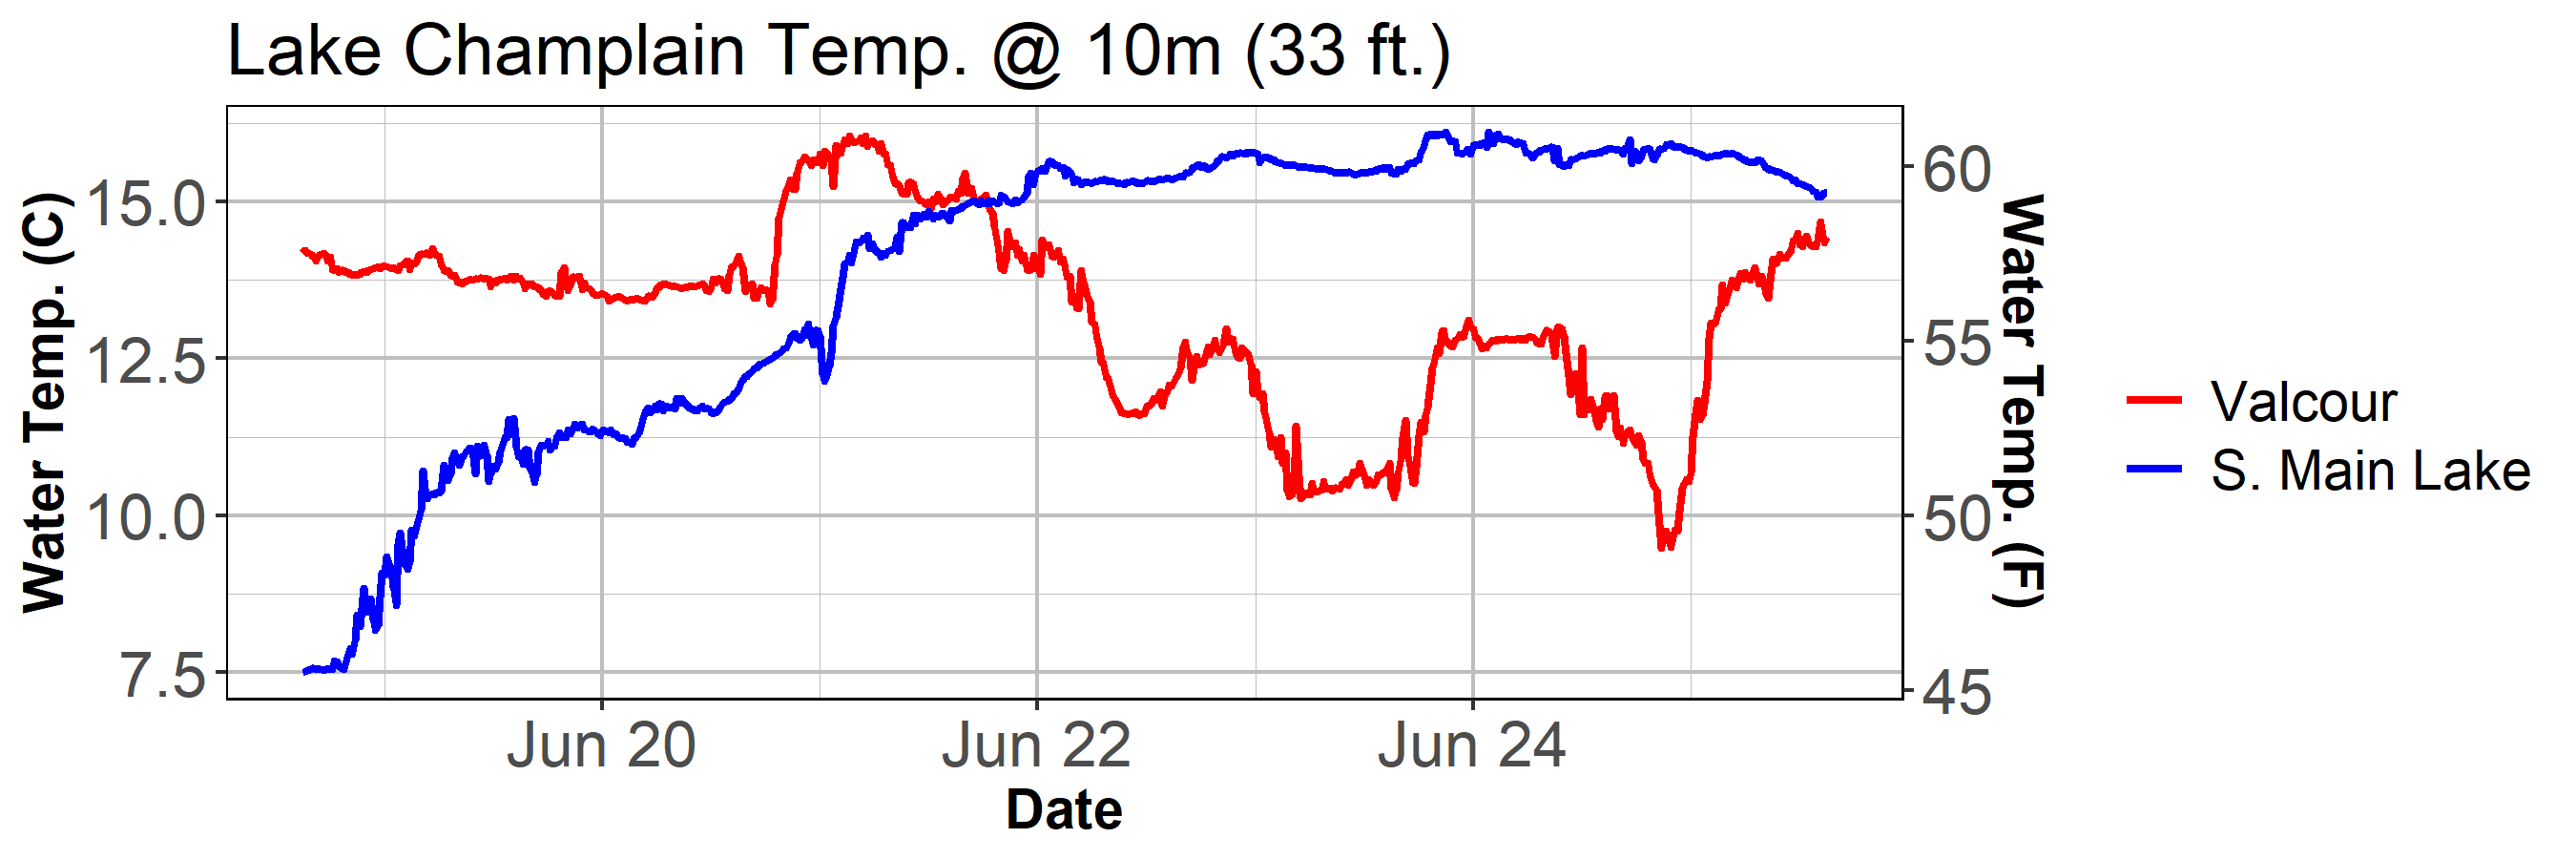 Lake Champlain Temp. @ 10m (33 ft.)
Water Temp. (C)
15.0
12.5
10.0
7.5
60
55
50
45
Water Temp. (F)
Jun 20
Jun 22
Jun 24
Date
Valcour
S. Main Lake